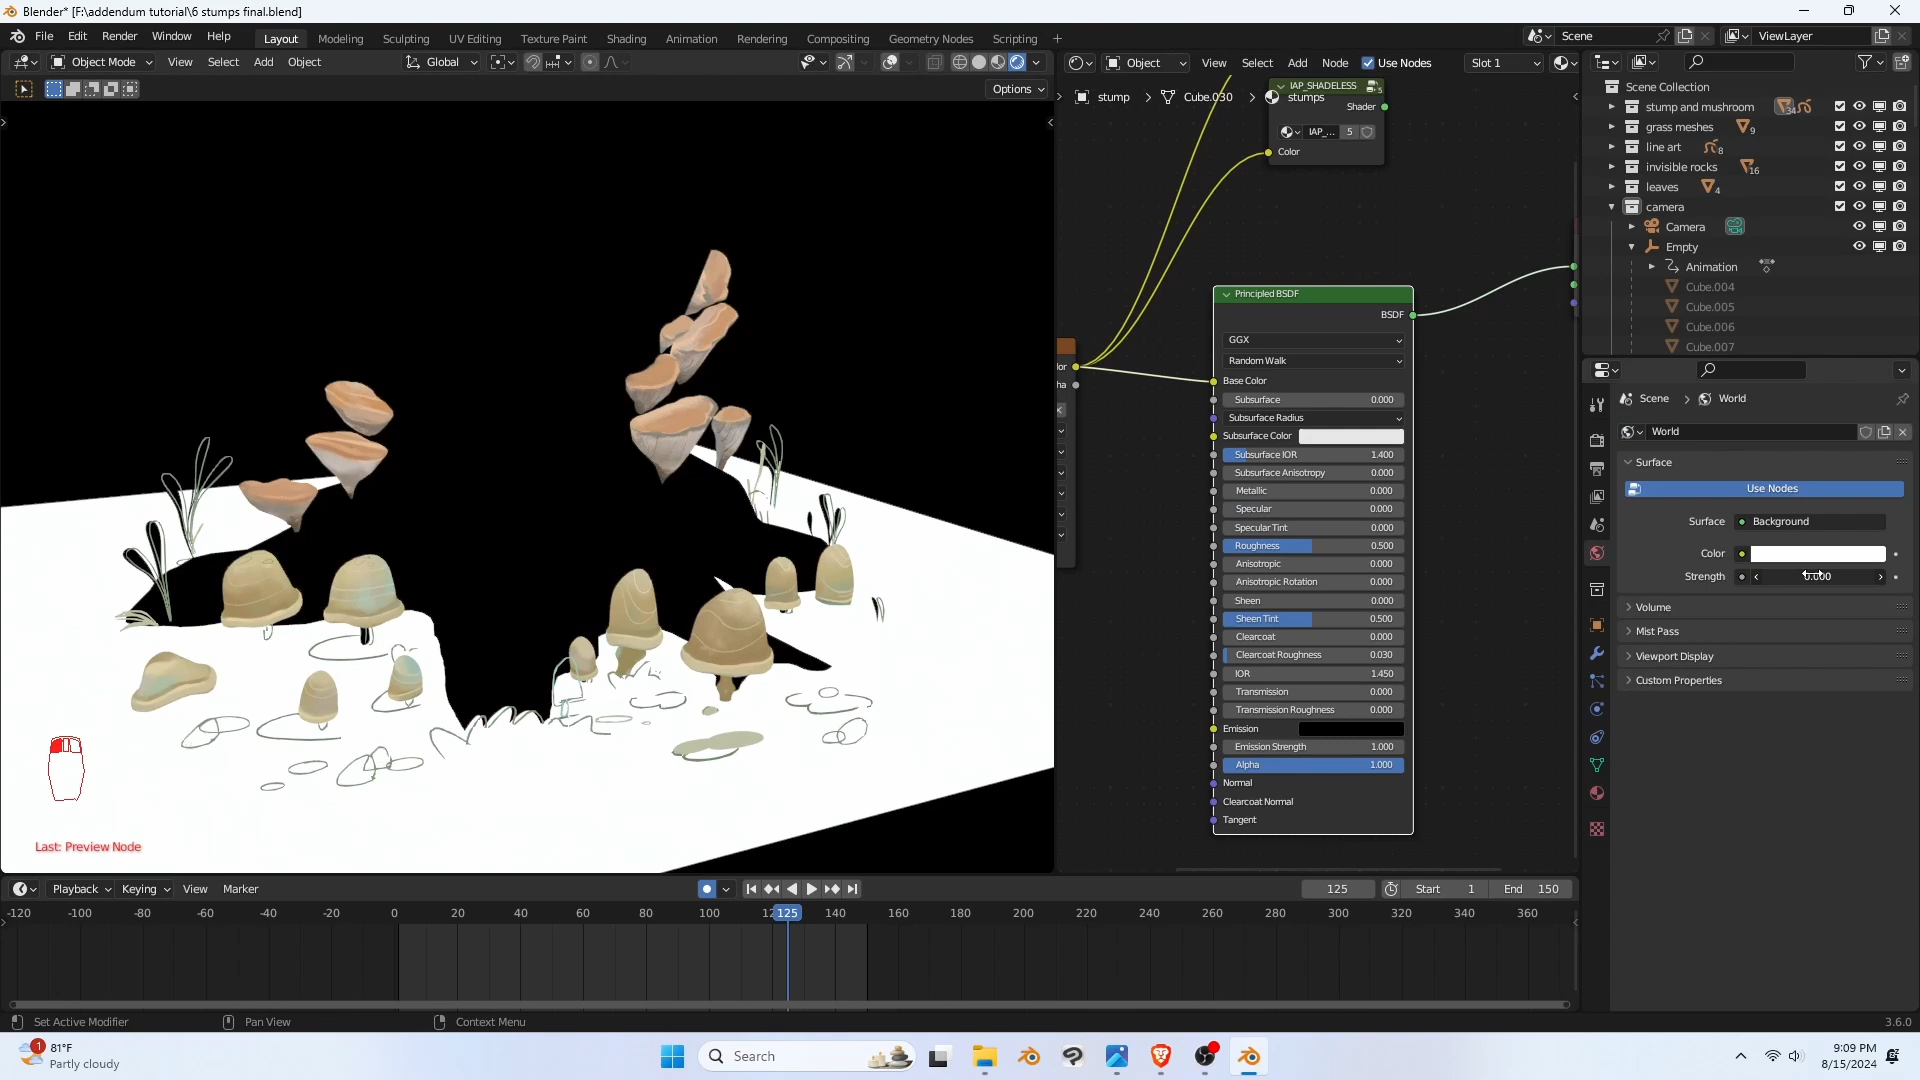 Blender* [F:\addendum tutorial\6 stumps final.blend]
File Edit Render Window Help Layout Modeling Sculpting UV Editing Texture Paint Shading Animation Rendering Compositing Geometry Nodes Scripting + Scene ViewLayer
Object Mode View Select Add Object Global Object View Select Add Node Use Nodes Slot 1
Options
stump > Cube.030 > stumps
IAP_SHADELESS
Shader
IAP_... 5
Color
Principled BSDF
BSDF
GGX
Random Walk
Base Color
Subsurface 0.000
Subsurface Radius
Subsurface Color
Subsurface IOR 1.400
Subsurface Anisotropy 0.000
Metallic 0.000
Specular 0.000
Specular Tint 0.000
Roughness 0.500
Anisotropic 0.000
Anisotropic Rotation 0.000
Sheen 0.000
Sheen Tint 0.500
Clearcoat 0.000
Clearcoat Roughness 0.030
IOR 1.450
Transmission 0.000
Transmission Roughness 0.000
Emission
Emission Strength 1.000
Alpha 1.000
Normal
Clearcoat Normal
Tangent
Scene Collection
stump and mushroom 34
grass meshes 9
line art 8
invisible rocks 16
leaves 4
camera
Camera
Empty
Animation
Cube.004
Cube.005
Cube.006
Cube.007
Scene > World
World
Surface
Use Nodes
Surface Background
Color
Strength 0.000
Volume
Mist Pass
Viewport Display
Custom Properties
Last: Preview Node
Playback Keying View Marker 125 Start 1 End 150
-120 -100 -80 -60 -40 -20 0 20 40 60 80 100 125 140 160 180 200 220 240 260 280 300 320 340 360
Set Active Modifier Pan View Context Menu 3.6.0
1 81°F
Partly cloudy
Search
9:09 PM
8/15/2024